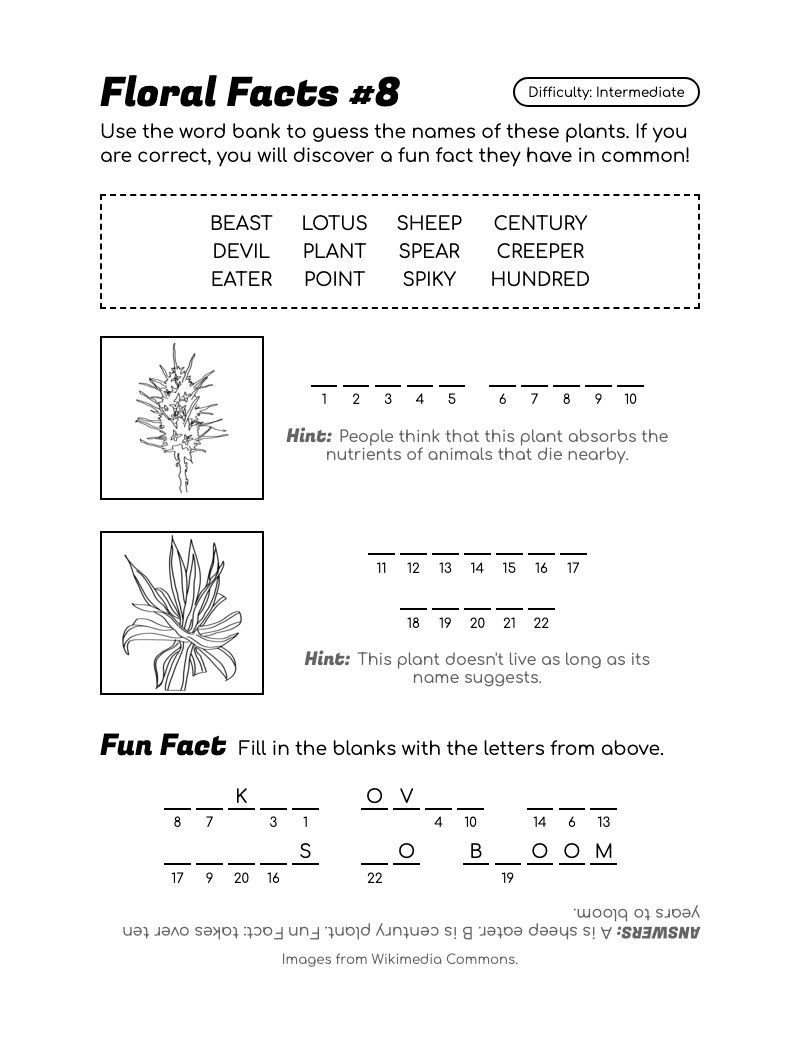 Floral Facts #8
Difficulty: Intermediate
Use the word bank to guess the names of these plants. If you
are correct, you will discover a fun fact they have in common!
BEAST LOTUS SHEEP CENTURY
DEVIL PLANT SPEAR CREEPER
EATER POINT SPIKY HUNDRED
1 2 3 4 5 6 7 8 9 10
Hint: People think that this plant absorbs the
nutrients of animals that die nearby.
11 12 13 14 15 16 17
18 19 20 21 22
Hint: This plant doesn't live as long as its
name suggests.
Fun Fact Fill in the blanks with the letters from above.
K O V
8 7 3 1 4 10 14 6 13
S O B O O M
17 9 20 16 22 19
ANSWERS: A is sheep eater. B is century plant. Fun Fact: takes over ten
years to bloom.
Images from Wikimedia Commons.